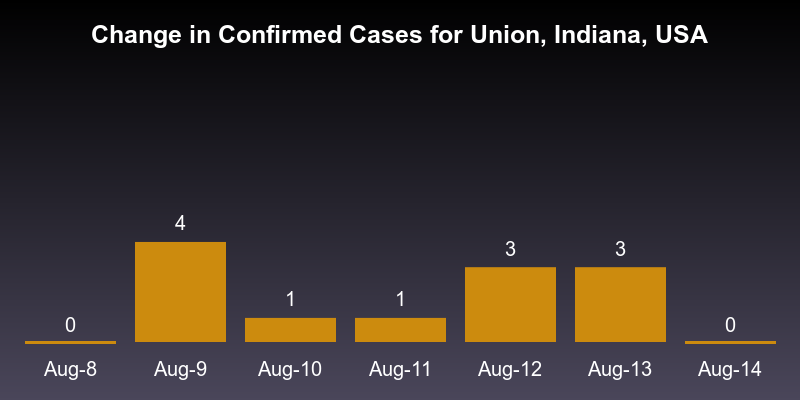 Change in Confirmed Cases for Union, Indiana, USA
0 4 1 1 3 3 0
Aug-8 Aug-9 Aug-10 Aug-11 Aug-12 Aug-13 Aug-14